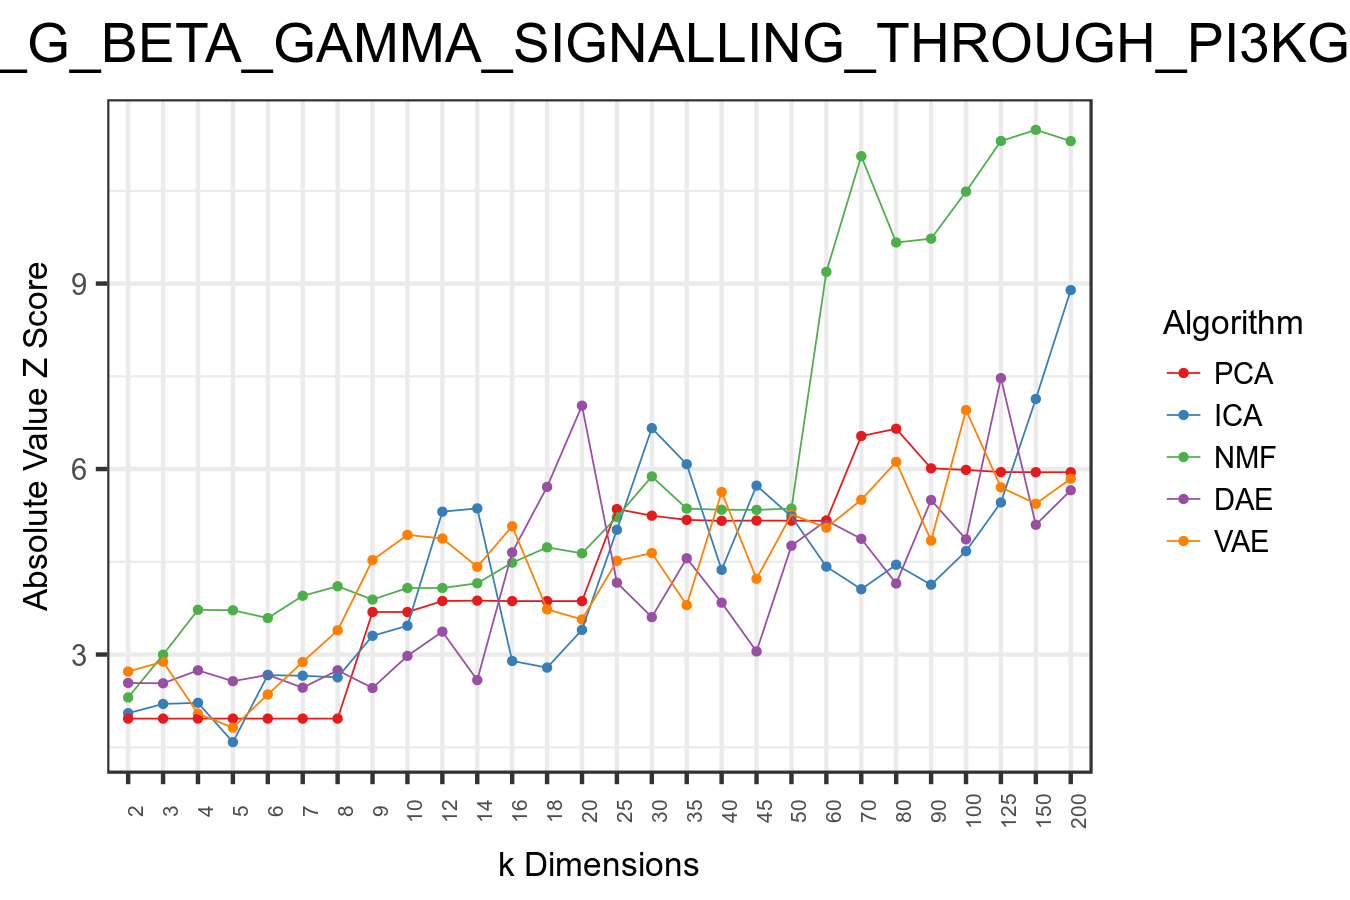 _G_BETA_GAMMA_SIGNALLING_THROUGH_PI3KG
Absolute Value Z Score
9
6
3
2 3 4 5 6 7 8 9 10 12 14 16 18 20 25 30 35 40 45 50 60 70 80 90 100 125 150 200
k Dimensions
Algorithm
PCA
ICA
NMF
DAE
VAE